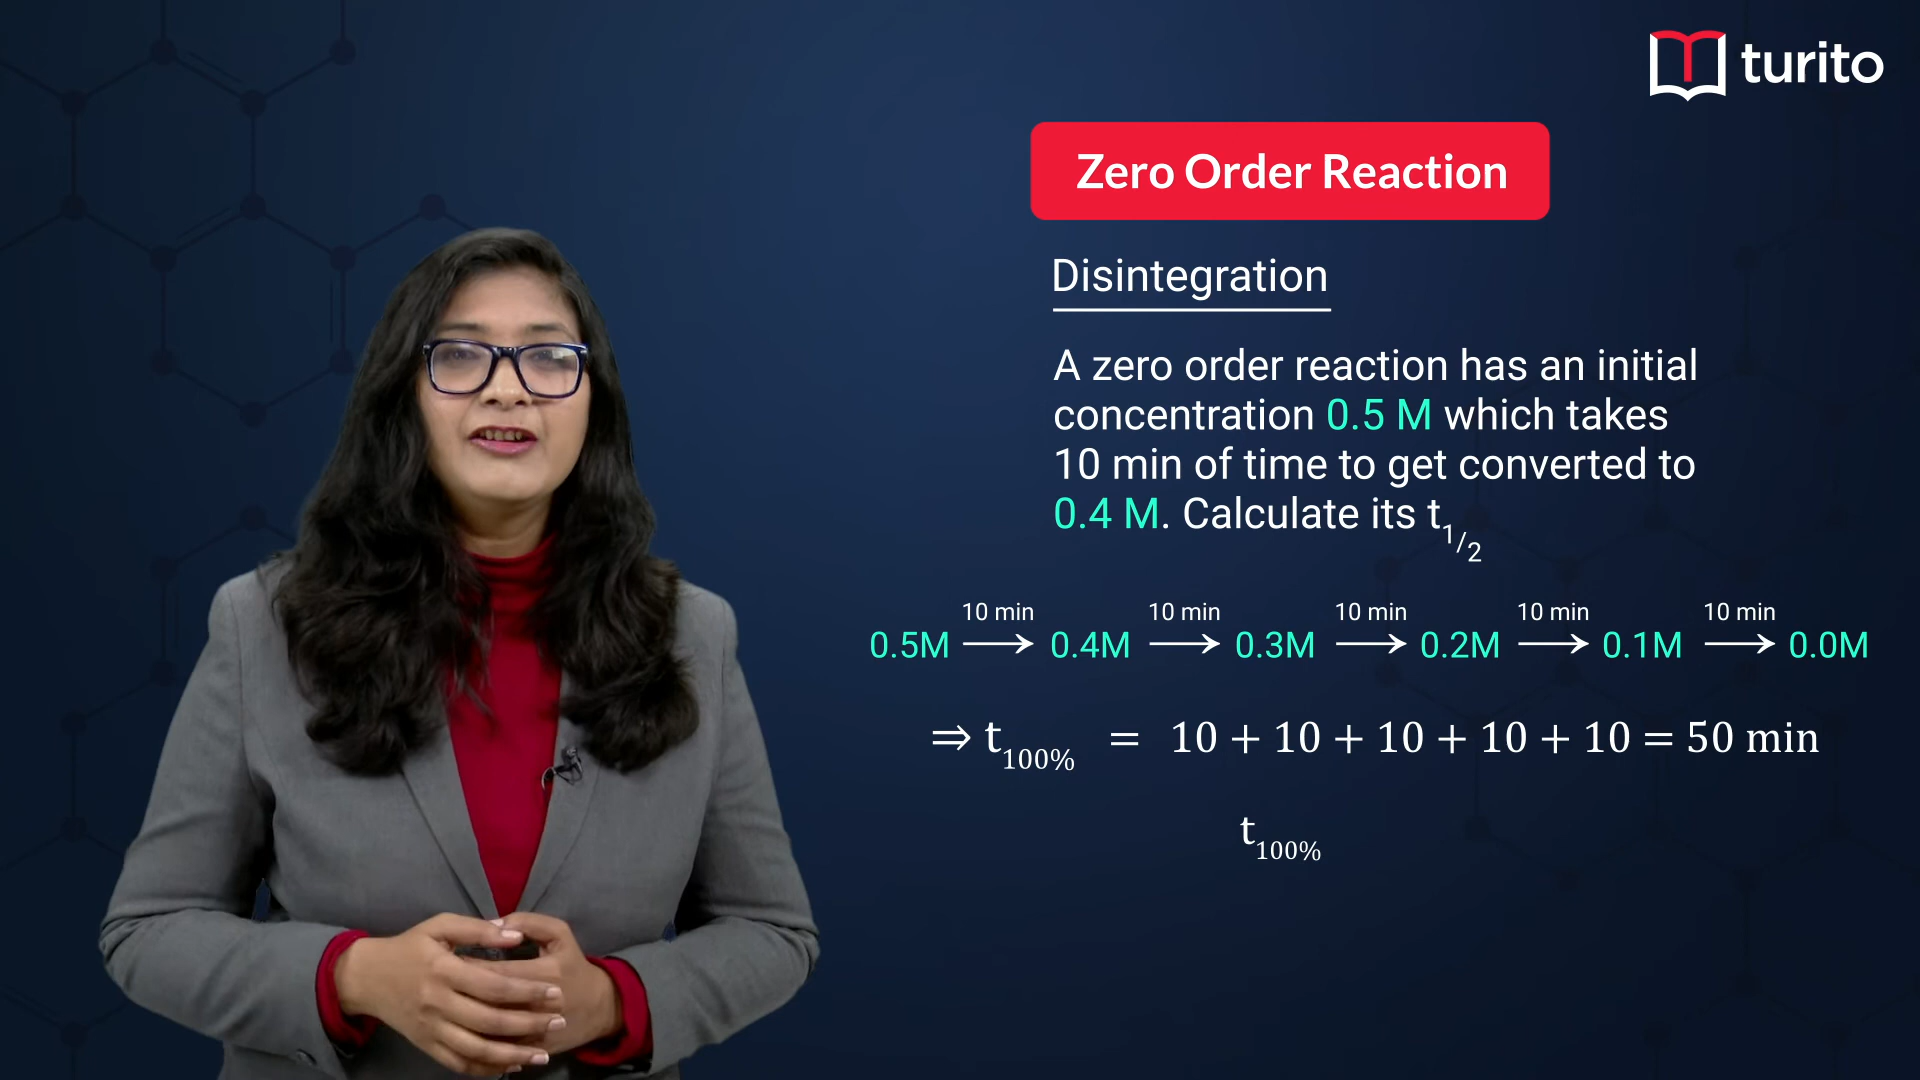 turito
Zero Order Reaction
Disintegration
A zero order reaction has an initial
concentration 0.5 M which takes
10 min of time to get converted to
0.4 M. Calculate its t1/2
10 min 10 min 10 min 10 min 10 min
0.5M → 0.4M → 0.3M → 0.2M → 0.1M → 0.0M
⇒ t100% = 10 + 10 + 10 + 10 + 10 = 50 min
t100%